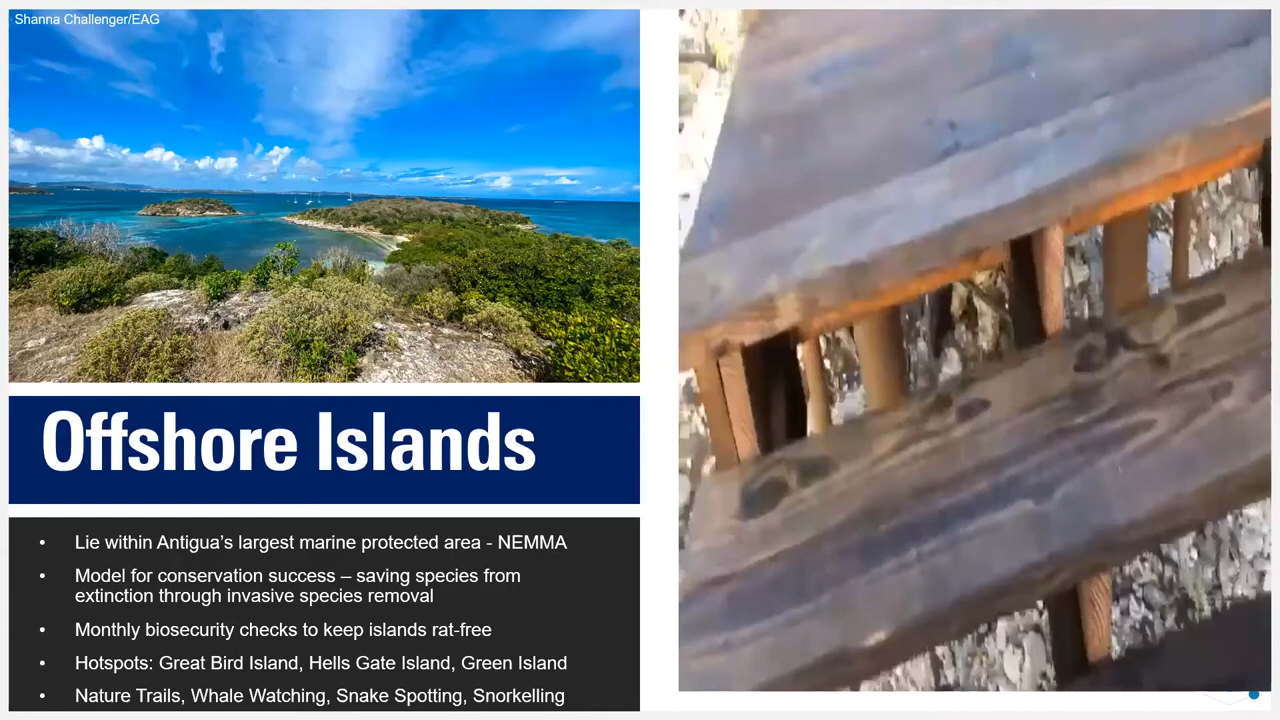 Shanna Challenger/EAG
Offshore Islands
• Lie within Antigua’s largest marine protected area - NEMMA
• Model for conservation success – saving species from
extinction through invasive species removal
• Monthly biosecurity checks to keep islands rat-free
• Hotspots: Great Bird Island, Hells Gate Island, Green Island
• Nature Trails, Whale Watching, Snake Spotting, Snorkelling